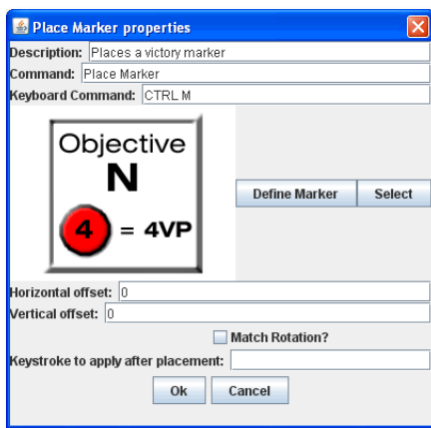 Place Marker properties
Description: Places a victory marker
Command: Place Marker
Keyboard Command: CTRL M
Objective
N
4 = 4VP
Define Marker Select
Horizontal offset: 0
Vertical offset: 0
Match Rotation?
Keystroke to apply after placement:
Ok Cancel